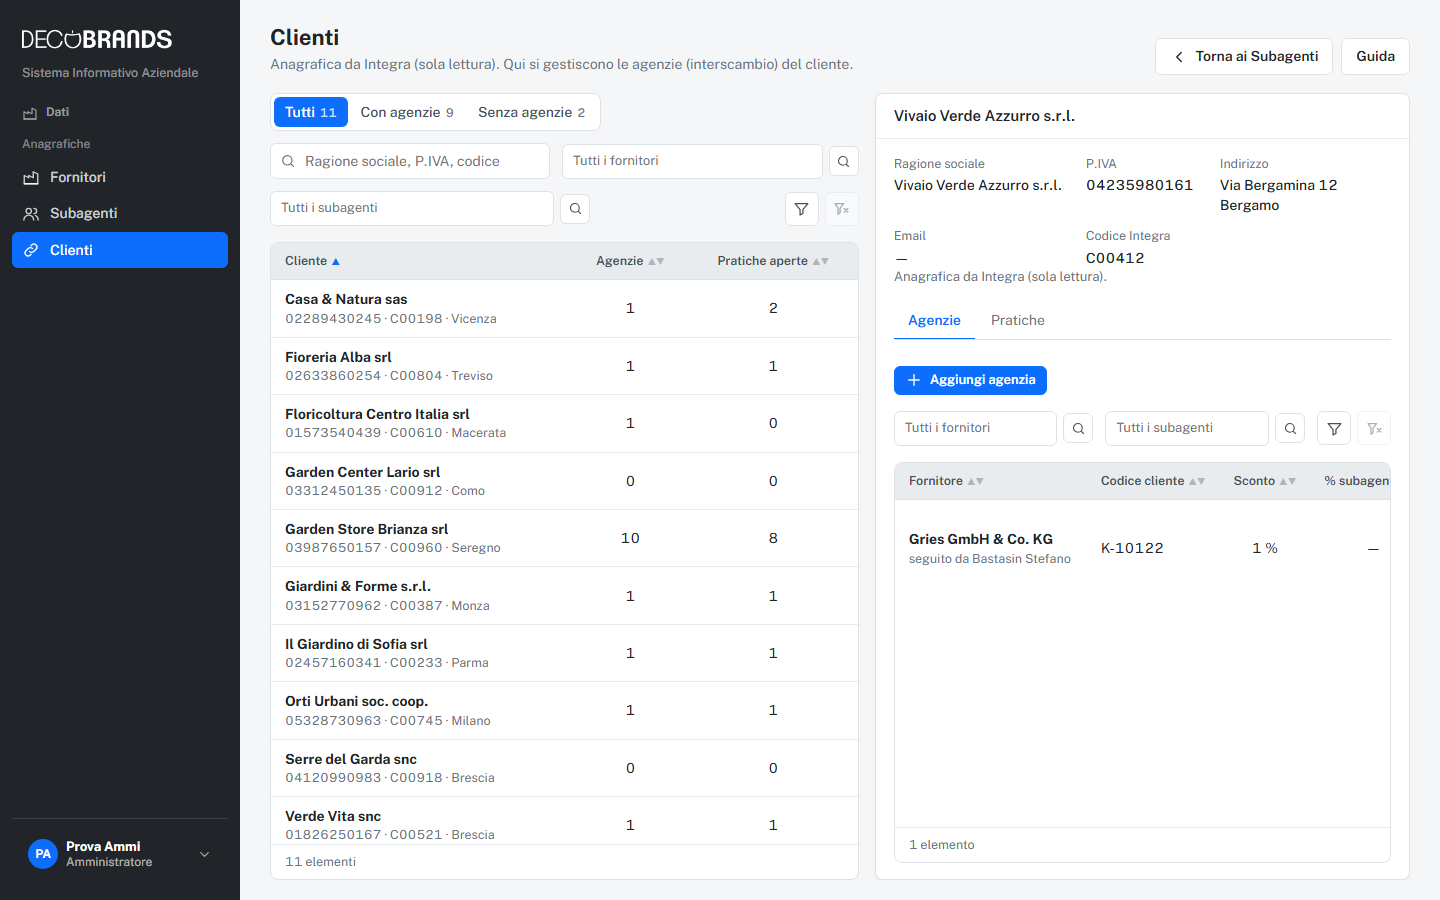 DECOBRANDS
Sistema Informativo Aziendale
Dati
Anagrafiche
Fornitori
Subagenti
Clienti
PA
Prova Ammi
Amministratore
Clienti
Anagrafica da Integra (sola lettura). Qui si gestiscono le agenzie (interscambio) del cliente.
Torna ai Subagenti
Guida
Tutti 11
Con agenzie 9
Senza agenzie 2
Ragione sociale, P.IVA, codice
Tutti i fornitori
Tutti i subagenti
Cliente
Agenzie
Pratiche aperte
Casa & Natura sas
02289430245 · C00198 · Vicenza
1
2
Fioreria Alba srl
02633860254 · C00804 · Treviso
1
1
Floricoltura Centro Italia srl
01573540439 · C00610 · Macerata
1
0
Garden Center Lario srl
03312450135 · C00912 · Como
0
0
Garden Store Brianza srl
03987650157 · C00960 · Seregno
10
8
Giardini & Forme s.r.l.
03152770962 · C00387 · Monza
1
1
Il Giardino di Sofia srl
02457160341 · C00233 · Parma
1
1
Orti Urbani soc. coop.
05328730963 · C00745 · Milano
1
1
Serre del Garda snc
04120990983 · C00918 · Brescia
0
0
Verde Vita snc
01826250167 · C00521 · Brescia
1
1
11 elementi
Vivaio Verde Azzurro s.r.l.
Ragione sociale
Vivaio Verde Azzurro s.r.l.
P.IVA
04235980161
Indirizzo
Via Bergamina 12
Bergamo
Email
—
Codice Integra
C00412
Anagrafica da Integra (sola lettura).
Agenzie
Pratiche
Aggiungi agenzia
Tutti i fornitori
Tutti i subagenti
Fornitore
Codice cliente
Sconto
% subagen
Gries GmbH & Co. KG
seguito da Bastasin Stefano
K-10122
1 %
—
1 elemento